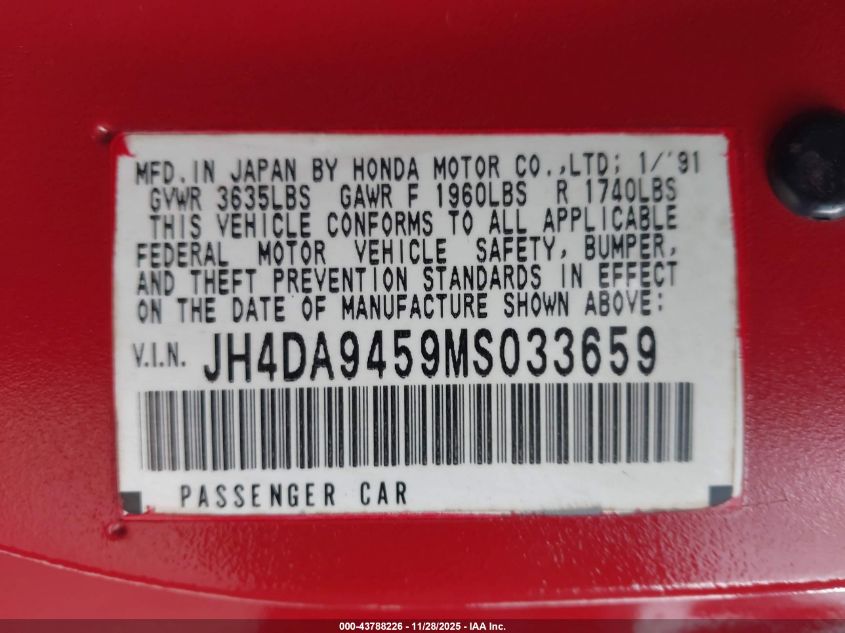 MFD. IN JAPAN BY HONDA MOTOR CO.,LTD; 1/'91
GVWR 3635LBS GAWR F 1960LBS R 1740LBS
THIS VEHICLE CONFORMS TO ALL APPLICABLE
FEDERAL MOTOR VEHICLE SAFETY, BUMPER,
AND THEFT PREVENTION STANDARDS IN EFFECT
ON THE DATE OF MANUFACTURE SHOWN ABOVE:
V.I.N. JH4DA9459MS033659
PASSENGER CAR
000-43788226 - 11/28/2025 - IAA Inc.